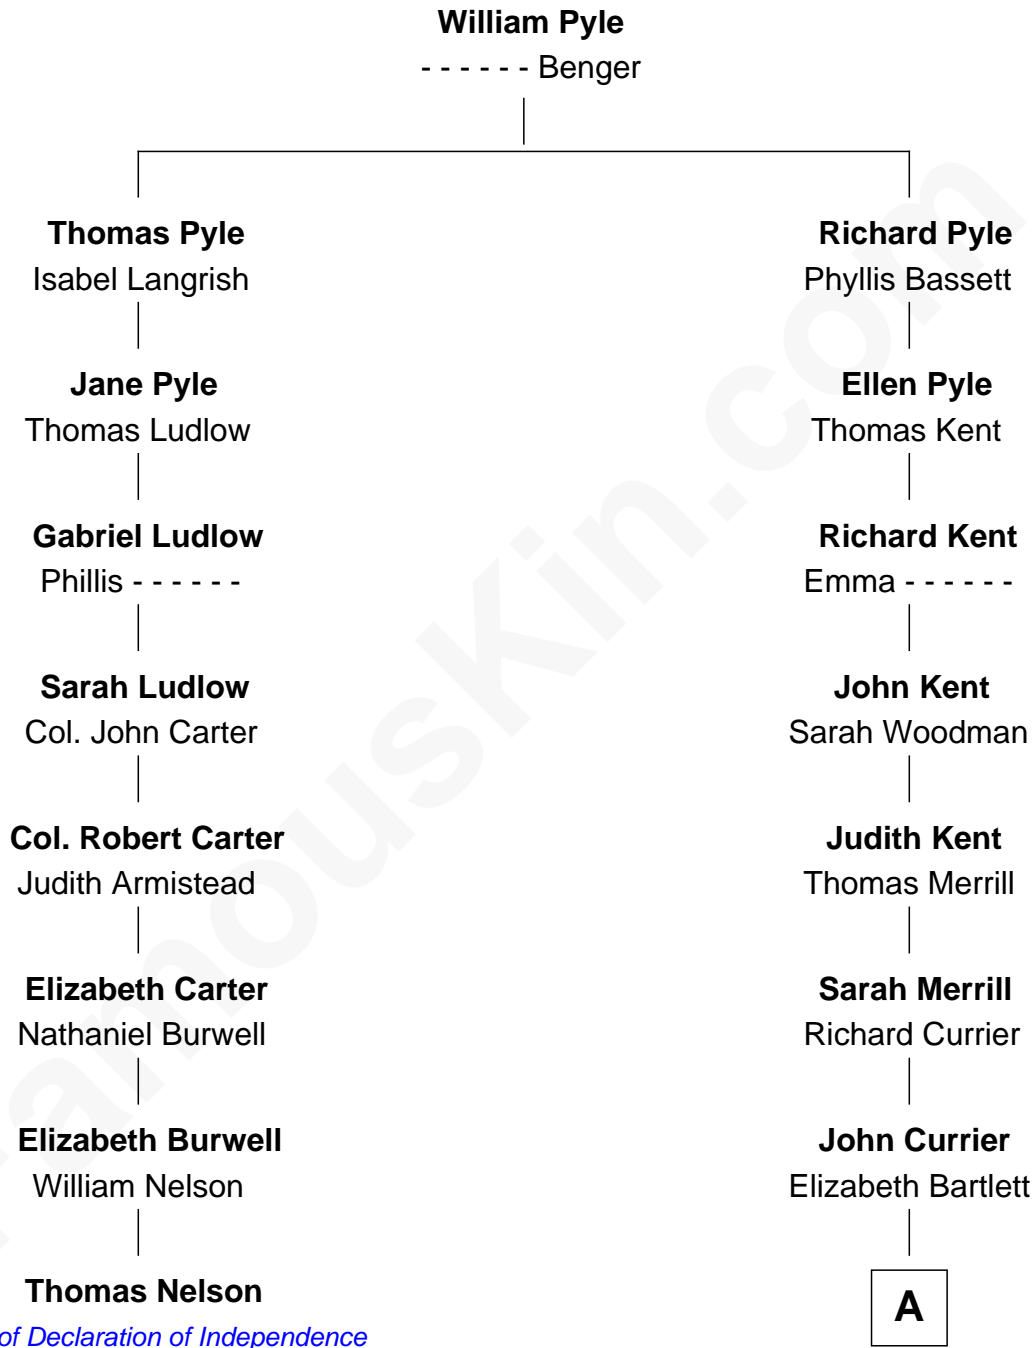 William Pyle
- - - - - - Benger
Thomas Pyle
Isabel Langrish
Richard Pyle
Phyllis Bassett
Jane Pyle
Thomas Ludlow
Ellen Pyle
Thomas Kent
Gabriel Ludlow
Phillis - - - - - -
Richard Kent
Emma - - - - - -
Sarah Ludlow
Col. John Carter
John Kent
Sarah Woodman
Col. Robert Carter
Judith Armistead
Judith Kent
Thomas Merrill
Elizabeth Carter
Nathaniel Burwell
Sarah Merrill
Richard Currier
Elizabeth Burwell
William Nelson
John Currier
Elizabeth Bartlett
Thomas Nelson
of Declaration of Independence
A
FamousKin.com